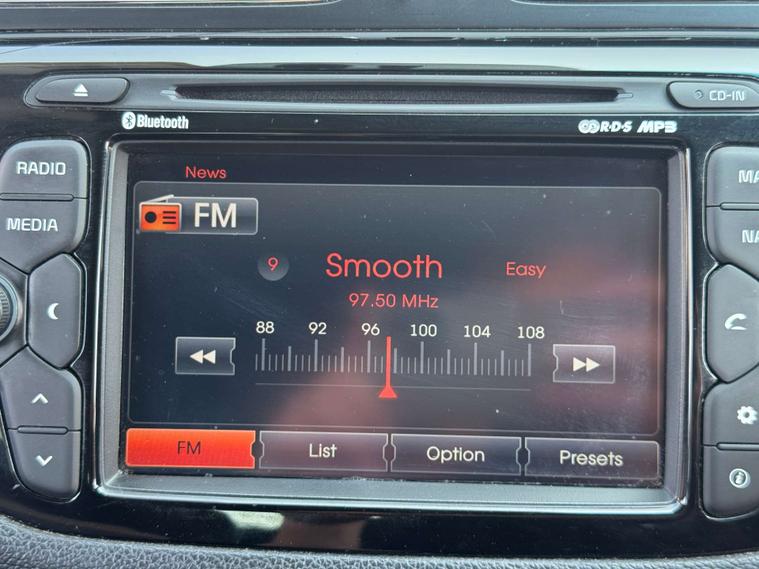 CD-IN
Bluetooth
R·D·S MP3
RADIO
News
FM
MEDIA
9 Smooth Easy
97.50 MHz
88 92 96 100 104 108
FM List Option Presets